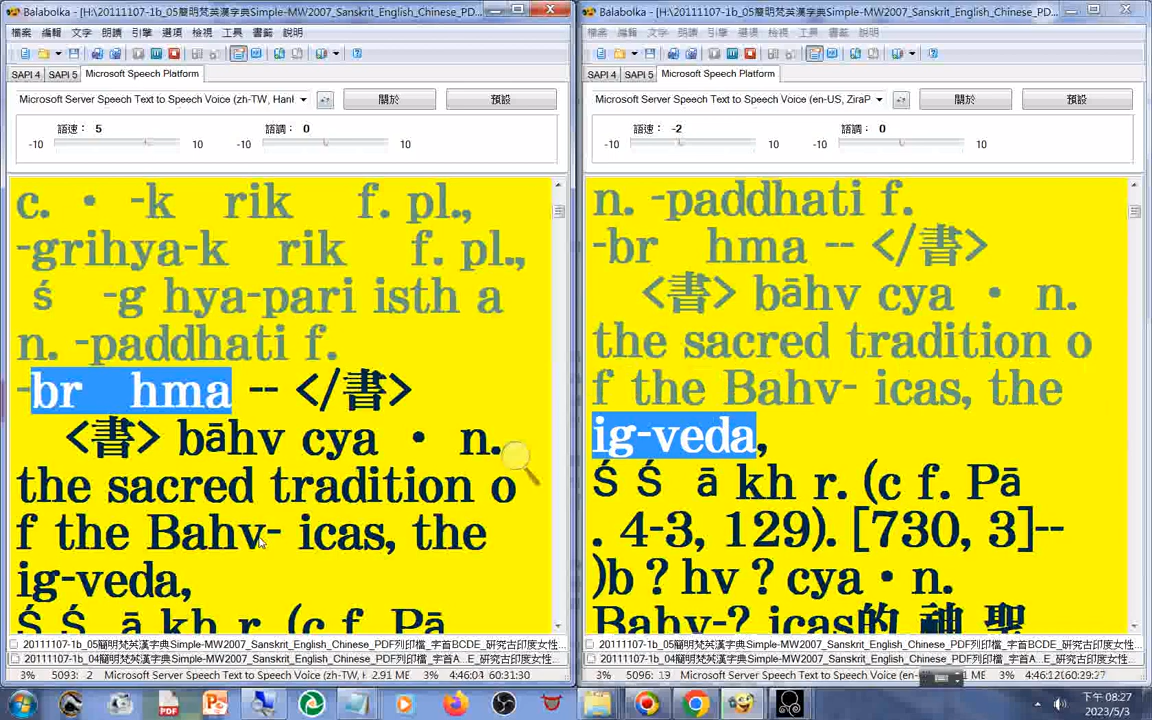 Balabolka - [H:\20111107-1b_05簡明梵英漢字典Simple-MW2007_Sanskrit_English_Chinese_PD...
檔案 編輯 文字 朗讀 引擎 選項 檢視 工具 書籤 說明
SAPI 4 SAPI 5 Microsoft Speech Platform
Microsoft Server Speech Text to Speech Voice (zh-TW, Hanl
關於 預設
語速： 5 語調： 0
-10 10 -10 10
c. • -k rik f. pl.,
-grihya-k rik f. pl.,
ś -g hya-pari isth a
n. -paddhati f.
-br hma -- </書>
<書> bāhv cya • n.
the sacred tradition o
f the Bahv- icas, the
ig-veda,
Ś Ś ā kh r. (c f. Pā
20111107-1b_05簡明梵英漢字典Simple-MW2007_Sanskrit_English_Chinese_PDF列印檔_字首BCDE_研究古印度女性...
20111107-1b_04簡明梵英漢字典Simple-MW2007_Sanskrit_English_Chinese_PDF列印檔_字首A...E_研究古印度女性...
3% 5093: 2 Microsoft Server Speech Text to Speech Voice (zh-TW, H 2.91 ME 3% 4:46:04 60:31:30
Balabolka - [H:\20111107-1b_05簡明梵英漢字典Simple-MW2007_Sanskrit_English_Chinese_PD...
檔案 編輯 文字 朗讀 引擎 選項 檢視 工具 書籤 說明
SAPI 4 SAPI 5 Microsoft Speech Platform
Microsoft Server Speech Text to Speech Voice (en-US, ZiraP
關於 預設
語速： -2 語調： 0
-10 10 -10 10
n. -paddhati f.
-br hma -- </書>
<書> bāhv cya • n.
the sacred tradition o
f the Bahv- icas, the
ig-veda,
Ś Ś ā kh r. (c f. Pā
. 4-3, 129). [730, 3]--
)b ? hv ? cya • n.
Bahv-? icas的 神 聖
20111107-1b_05簡明梵英漢字典Simple-MW2007_Sanskrit_English_Chinese_PDF列印檔_字首BCDE_研究古印度女性...
20111107-1b_04簡明梵英漢字典Simple-MW2007_Sanskrit_English_Chinese_PDF列印檔_字首A...E_研究古印度女性...
3% 5096: 19 Microsoft Server Speech Text to Speech Voice (en-US, ME 3% 4:46:12 60:29:27
下午 08:27
2023/5/3